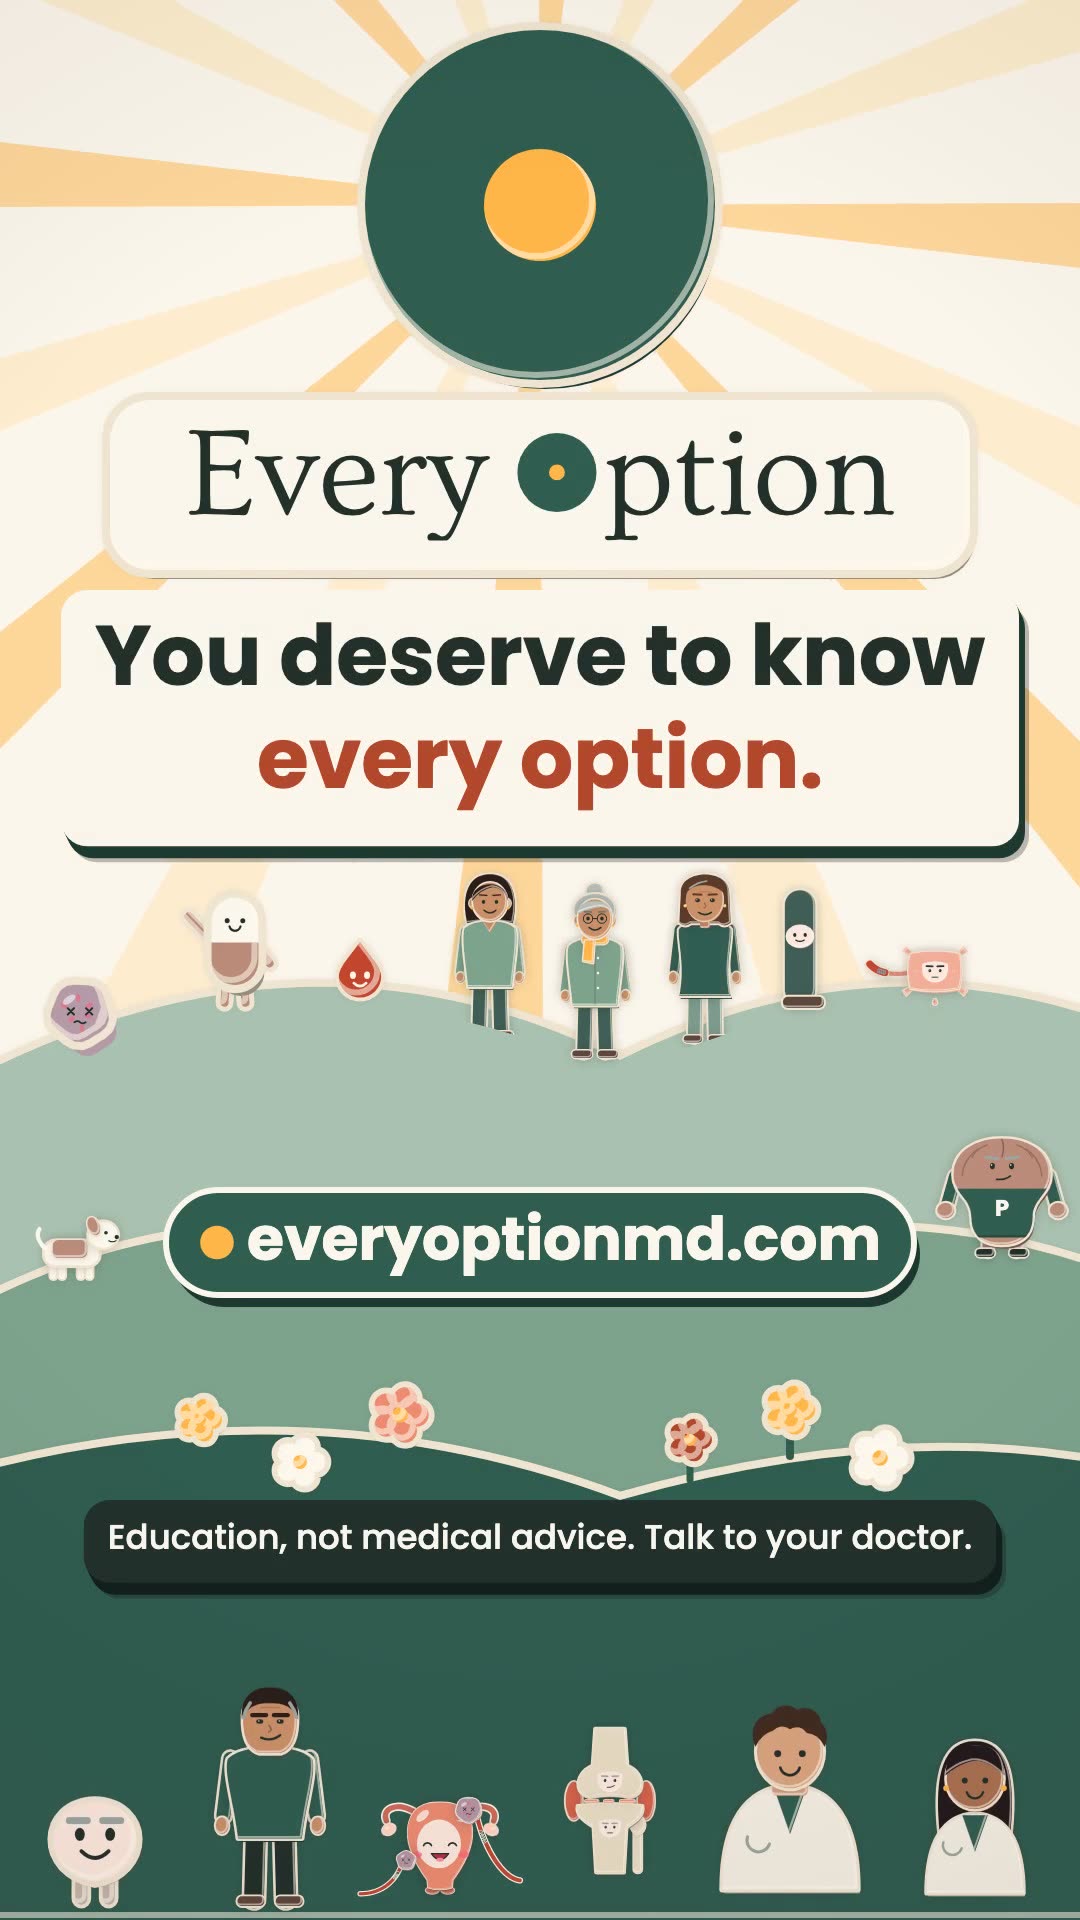 Every Option
You deserve to know
every option.
P
everyoptionmd.com
Education, not medical advice. Talk to your doctor.